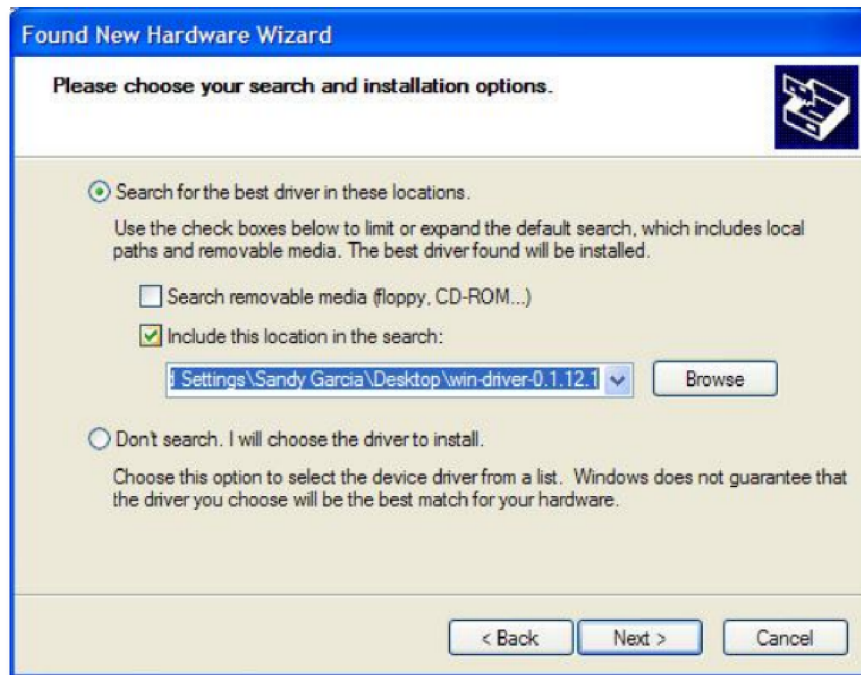 Found New Hardware Wizard
Please choose your search and installation options.
Search for the best driver in these locations.
Use the check boxes below to limit or expand the default search, which includes local
paths and removable media. The best driver found will be installed.
Search removable media (floppy, CD-ROM...)
Include this location in the search:
d Settings\Sandy Garcia\Desktop\win-driver-0.1.12.1
Browse
Don't search. I will choose the driver to install.
Choose this option to select the device driver from a list. Windows does not guarantee that
the driver you choose will be the best match for your hardware.
< Back Next > Cancel